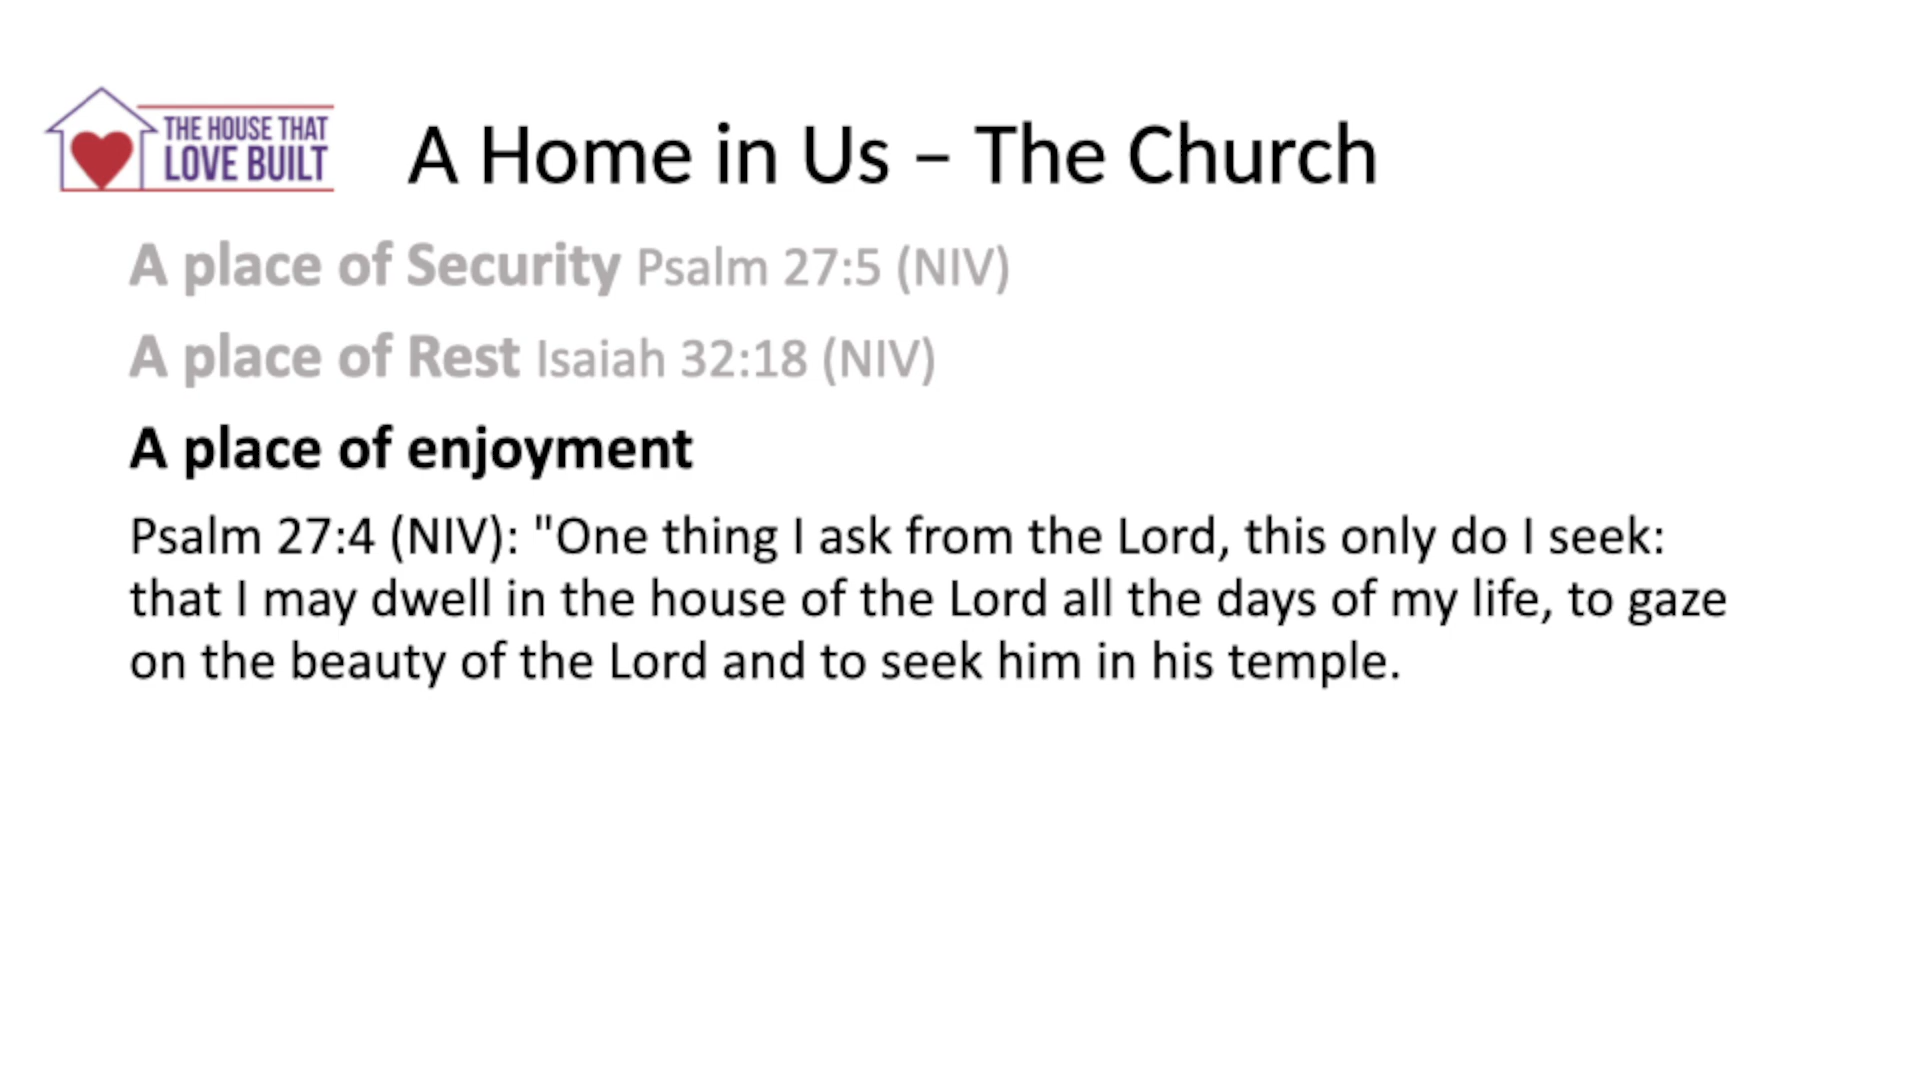 THE HOUSE THAT
LOVE BUILT
A Home in Us – The Church
A place of Security Psalm 27:5 (NIV)
A place of Rest Isaiah 32:18 (NIV)
A place of enjoyment
Psalm 27:4 (NIV): "One thing I ask from the Lord, this only do I seek:
that I may dwell in the house of the Lord all the days of my life, to gaze
on the beauty of the Lord and to seek him in his temple.